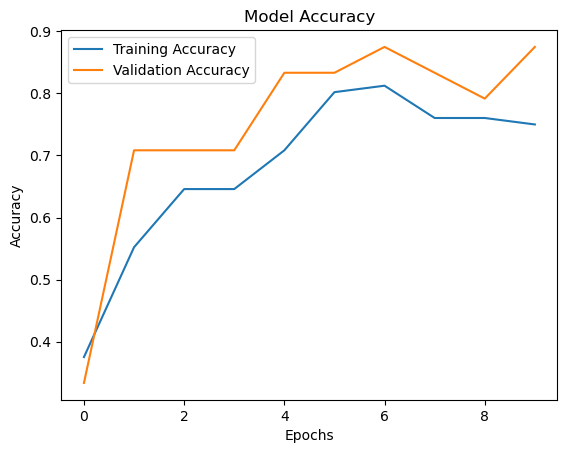 Model Accuracy
Training Accuracy
Validation Accuracy
0.9
0.8
0.7
0.6
0.5
0.4
Accuracy
0 2 4 6 8
Epochs